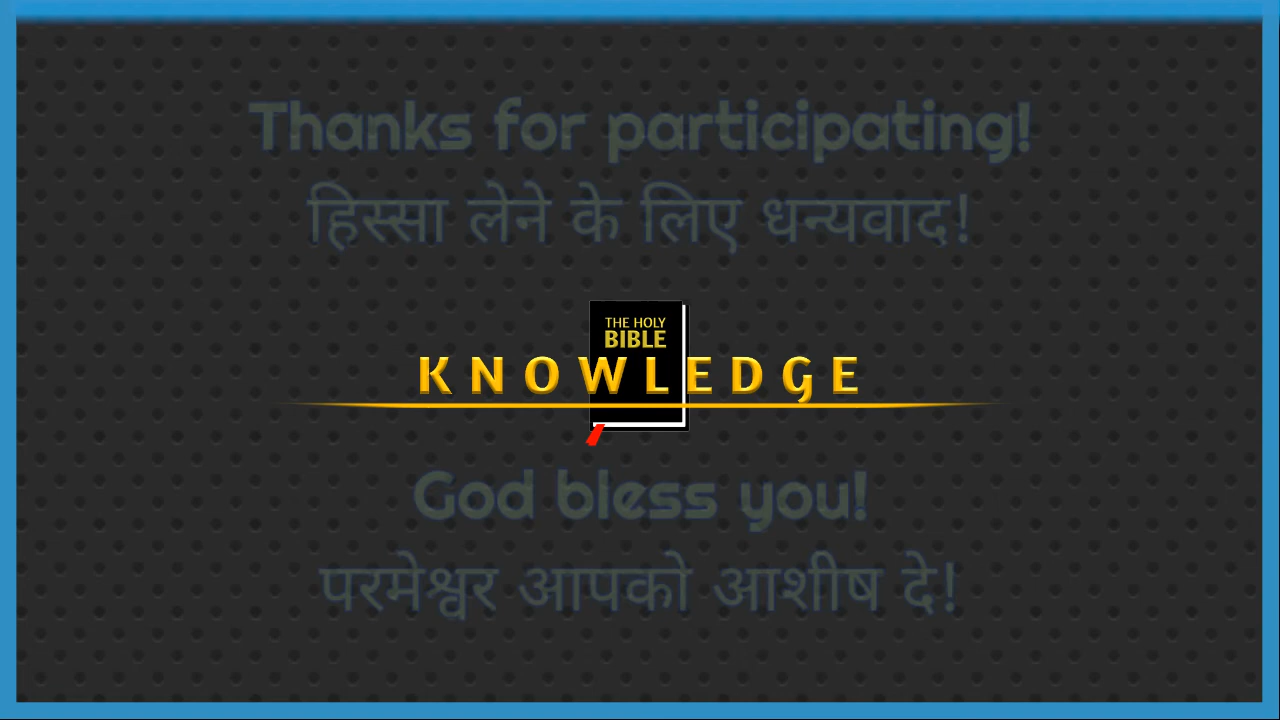 Thanks for participating!
हिस्सा लेने के लिए धन्यवाद!
THE HOLY
BIBLE
KNOWLEDGE
God bless you!
परमेश्वर आपको आशीष दे!